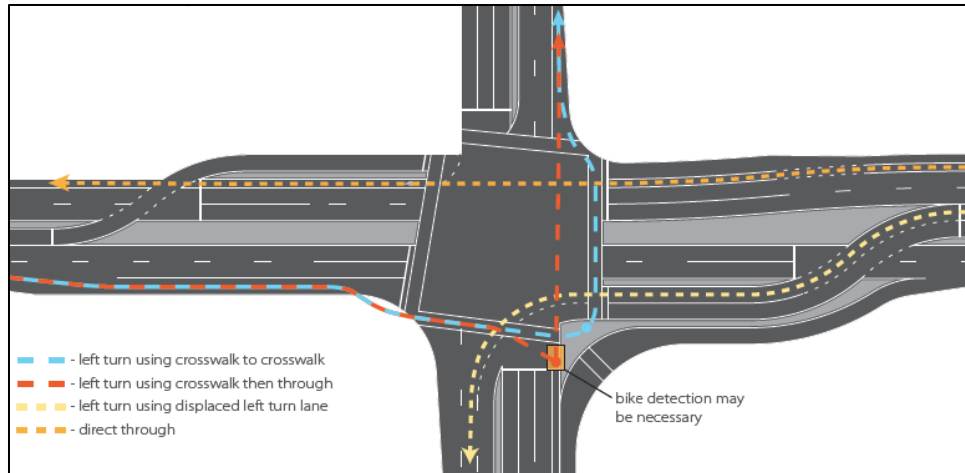 - left turn using crosswalk to crosswalk
- left turn using crosswalk then through
- left turn using displaced left turn lane
- direct through
bike detection may
be necessary